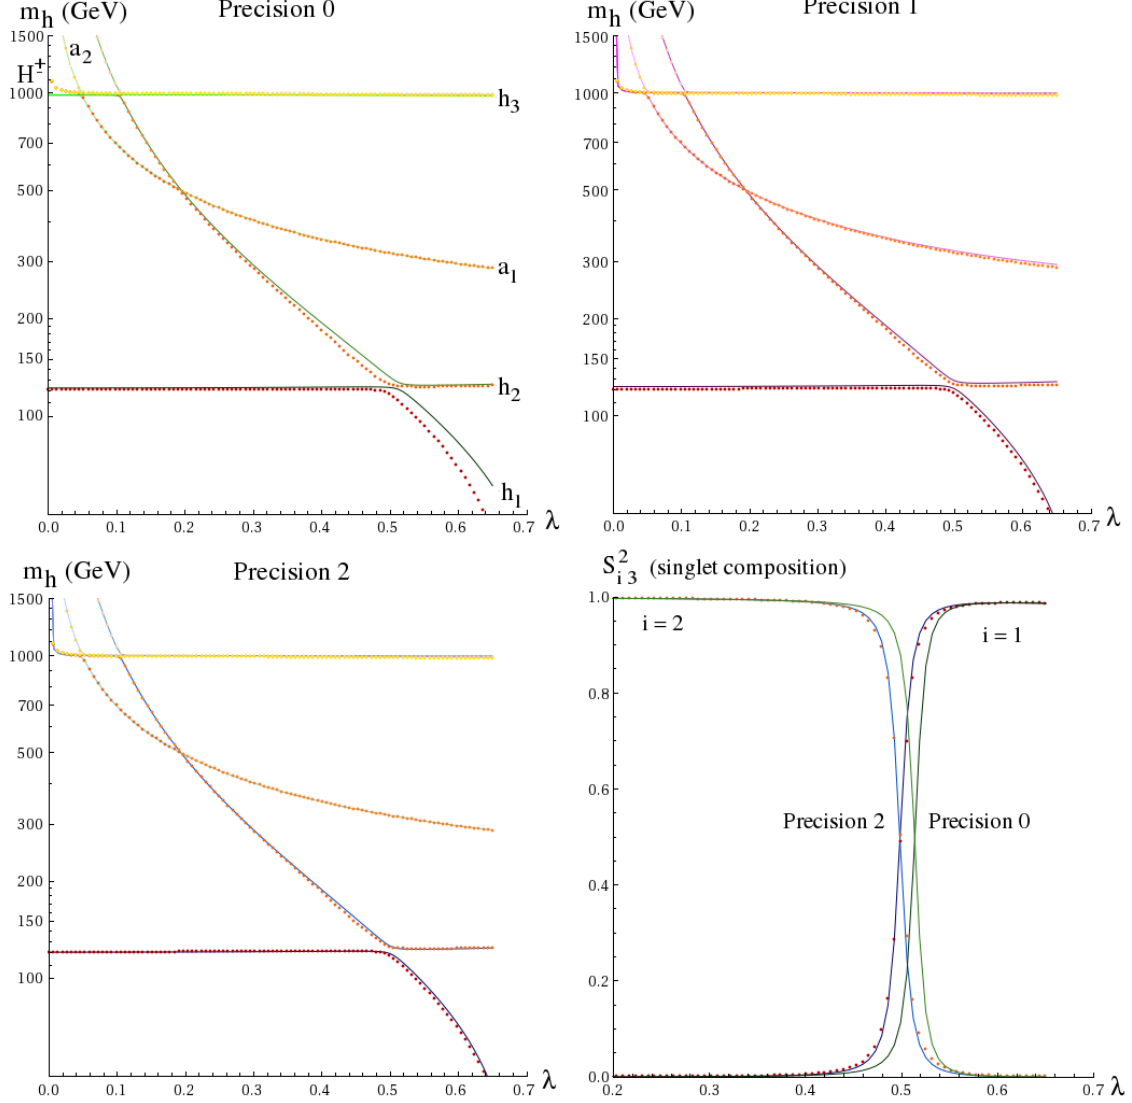 m_h (GeV) Precision 0
1500
a_2
H^±
1000
h_3
700
500
300
a_1
200
150
h_2
100
h_1
0.0 0.1 0.2 0.3 0.4 0.5 0.6 0.7 λ
m_h (GeV) Precision 1
1500
1000
700
500
300
200
150
100
0.0 0.1 0.2 0.3 0.4 0.5 0.6 0.7 λ
m_h (GeV) Precision 2
1500
1000
700
500
300
200
150
100
0.0 0.1 0.2 0.3 0.4 0.5 0.6 0.7 λ
S_{i3}^2 (singlet composition)
1.0
i = 2 i = 1
0.8
0.6
Precision 2 Precision 0
0.4
0.2
0.0
0.2 0.3 0.4 0.5 0.6 0.7 λ